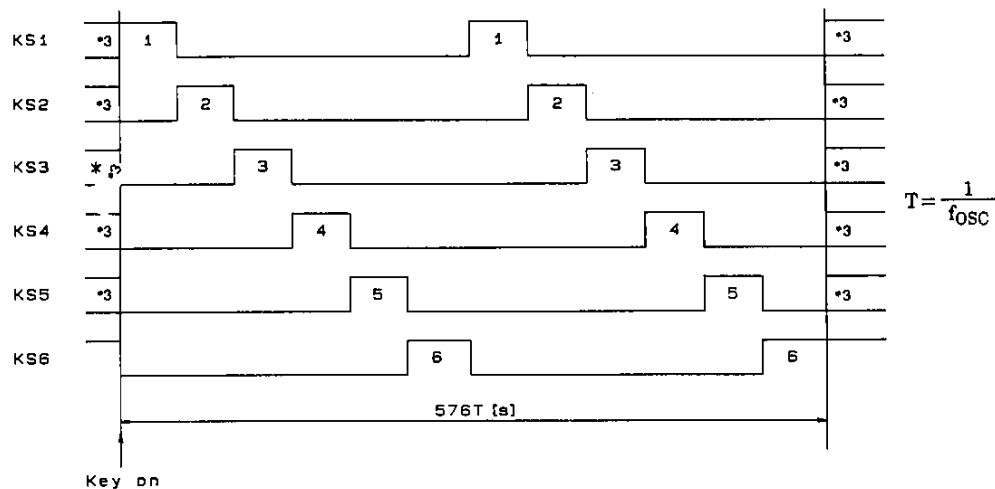 KS1 *3 1 1 *3
KS2 *3 2 2 *3
KS3 * *3 3 3 *3
KS4 *3 4 4 *3
KS5 *3 5 5 *3
KS6 6 6
T = 1/fOSC
576T [s]
Key on